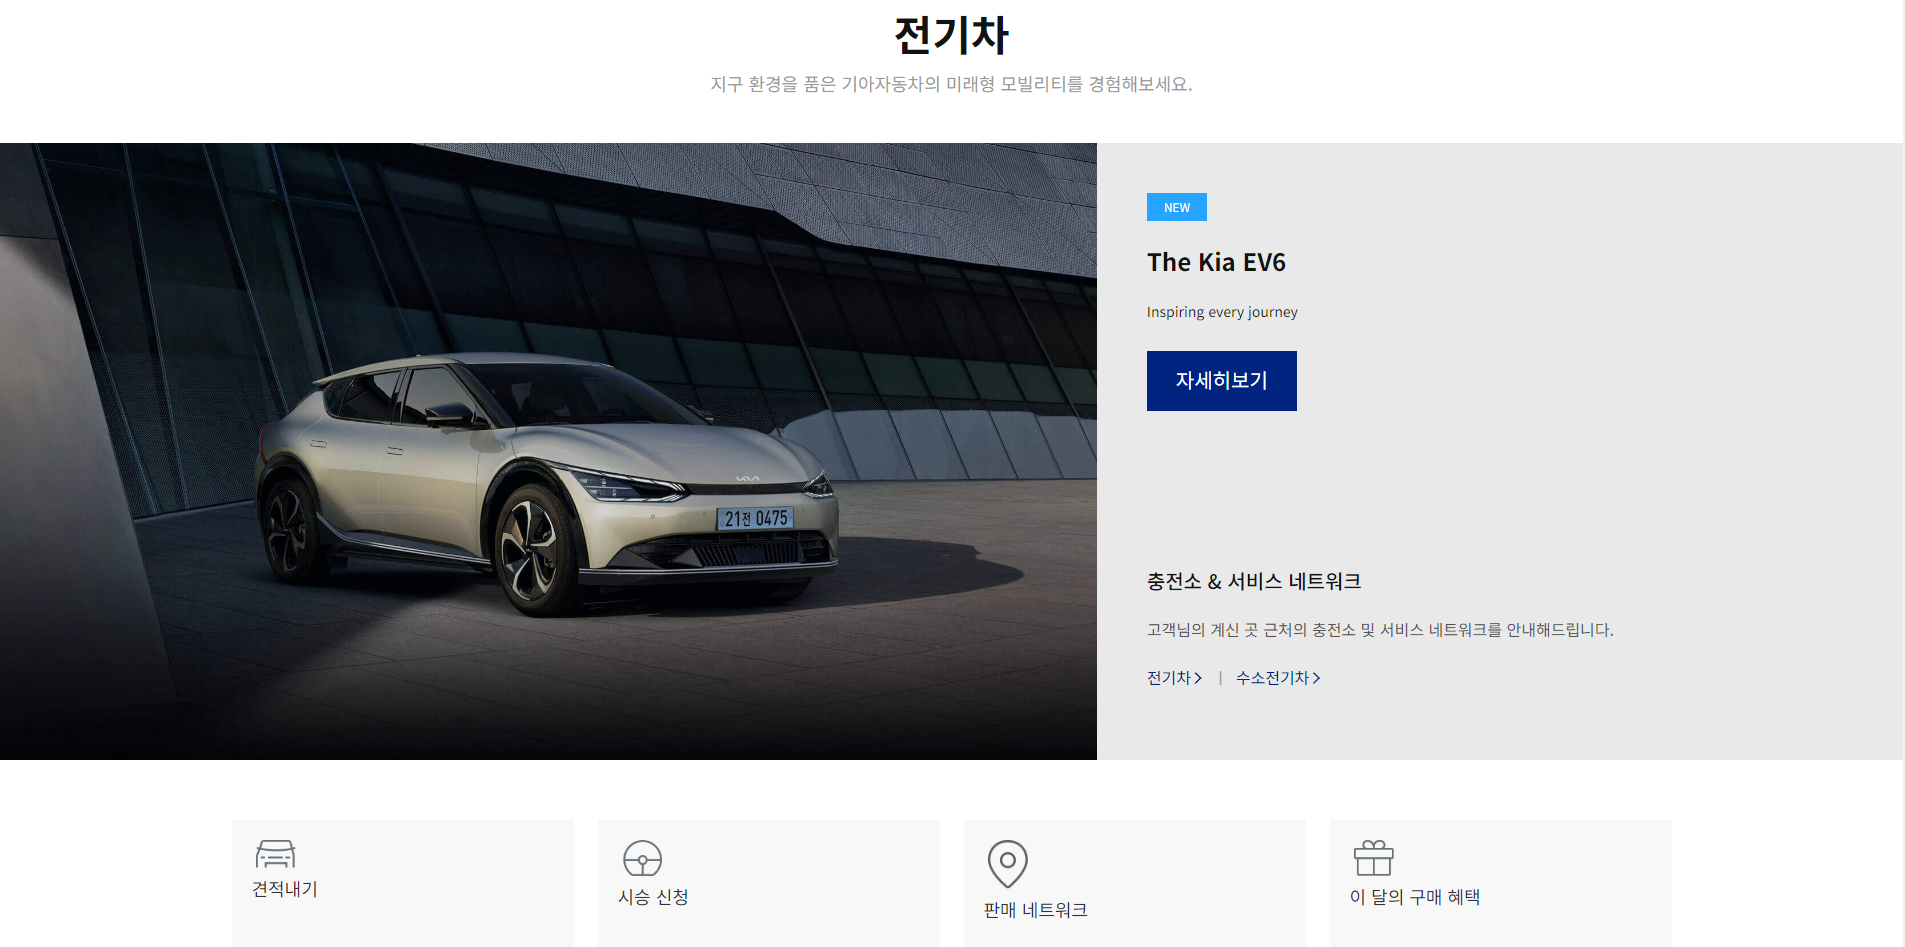 전기차
지구 환경을 품은 기아자동차의 미래형 모빌리티를 경험해보세요.
KIA
21전 0475
NEW
The Kia EV6
Inspiring every journey
자세히보기
충전소 & 서비스 네트워크
고객님의 계신 곳 근처의 충전소 및 서비스 네트워크를 안내해드립니다.
전기차 > | 수소전기차 >
견적내기
시승 신청
판매 네트워크
이 달의 구매 혜택